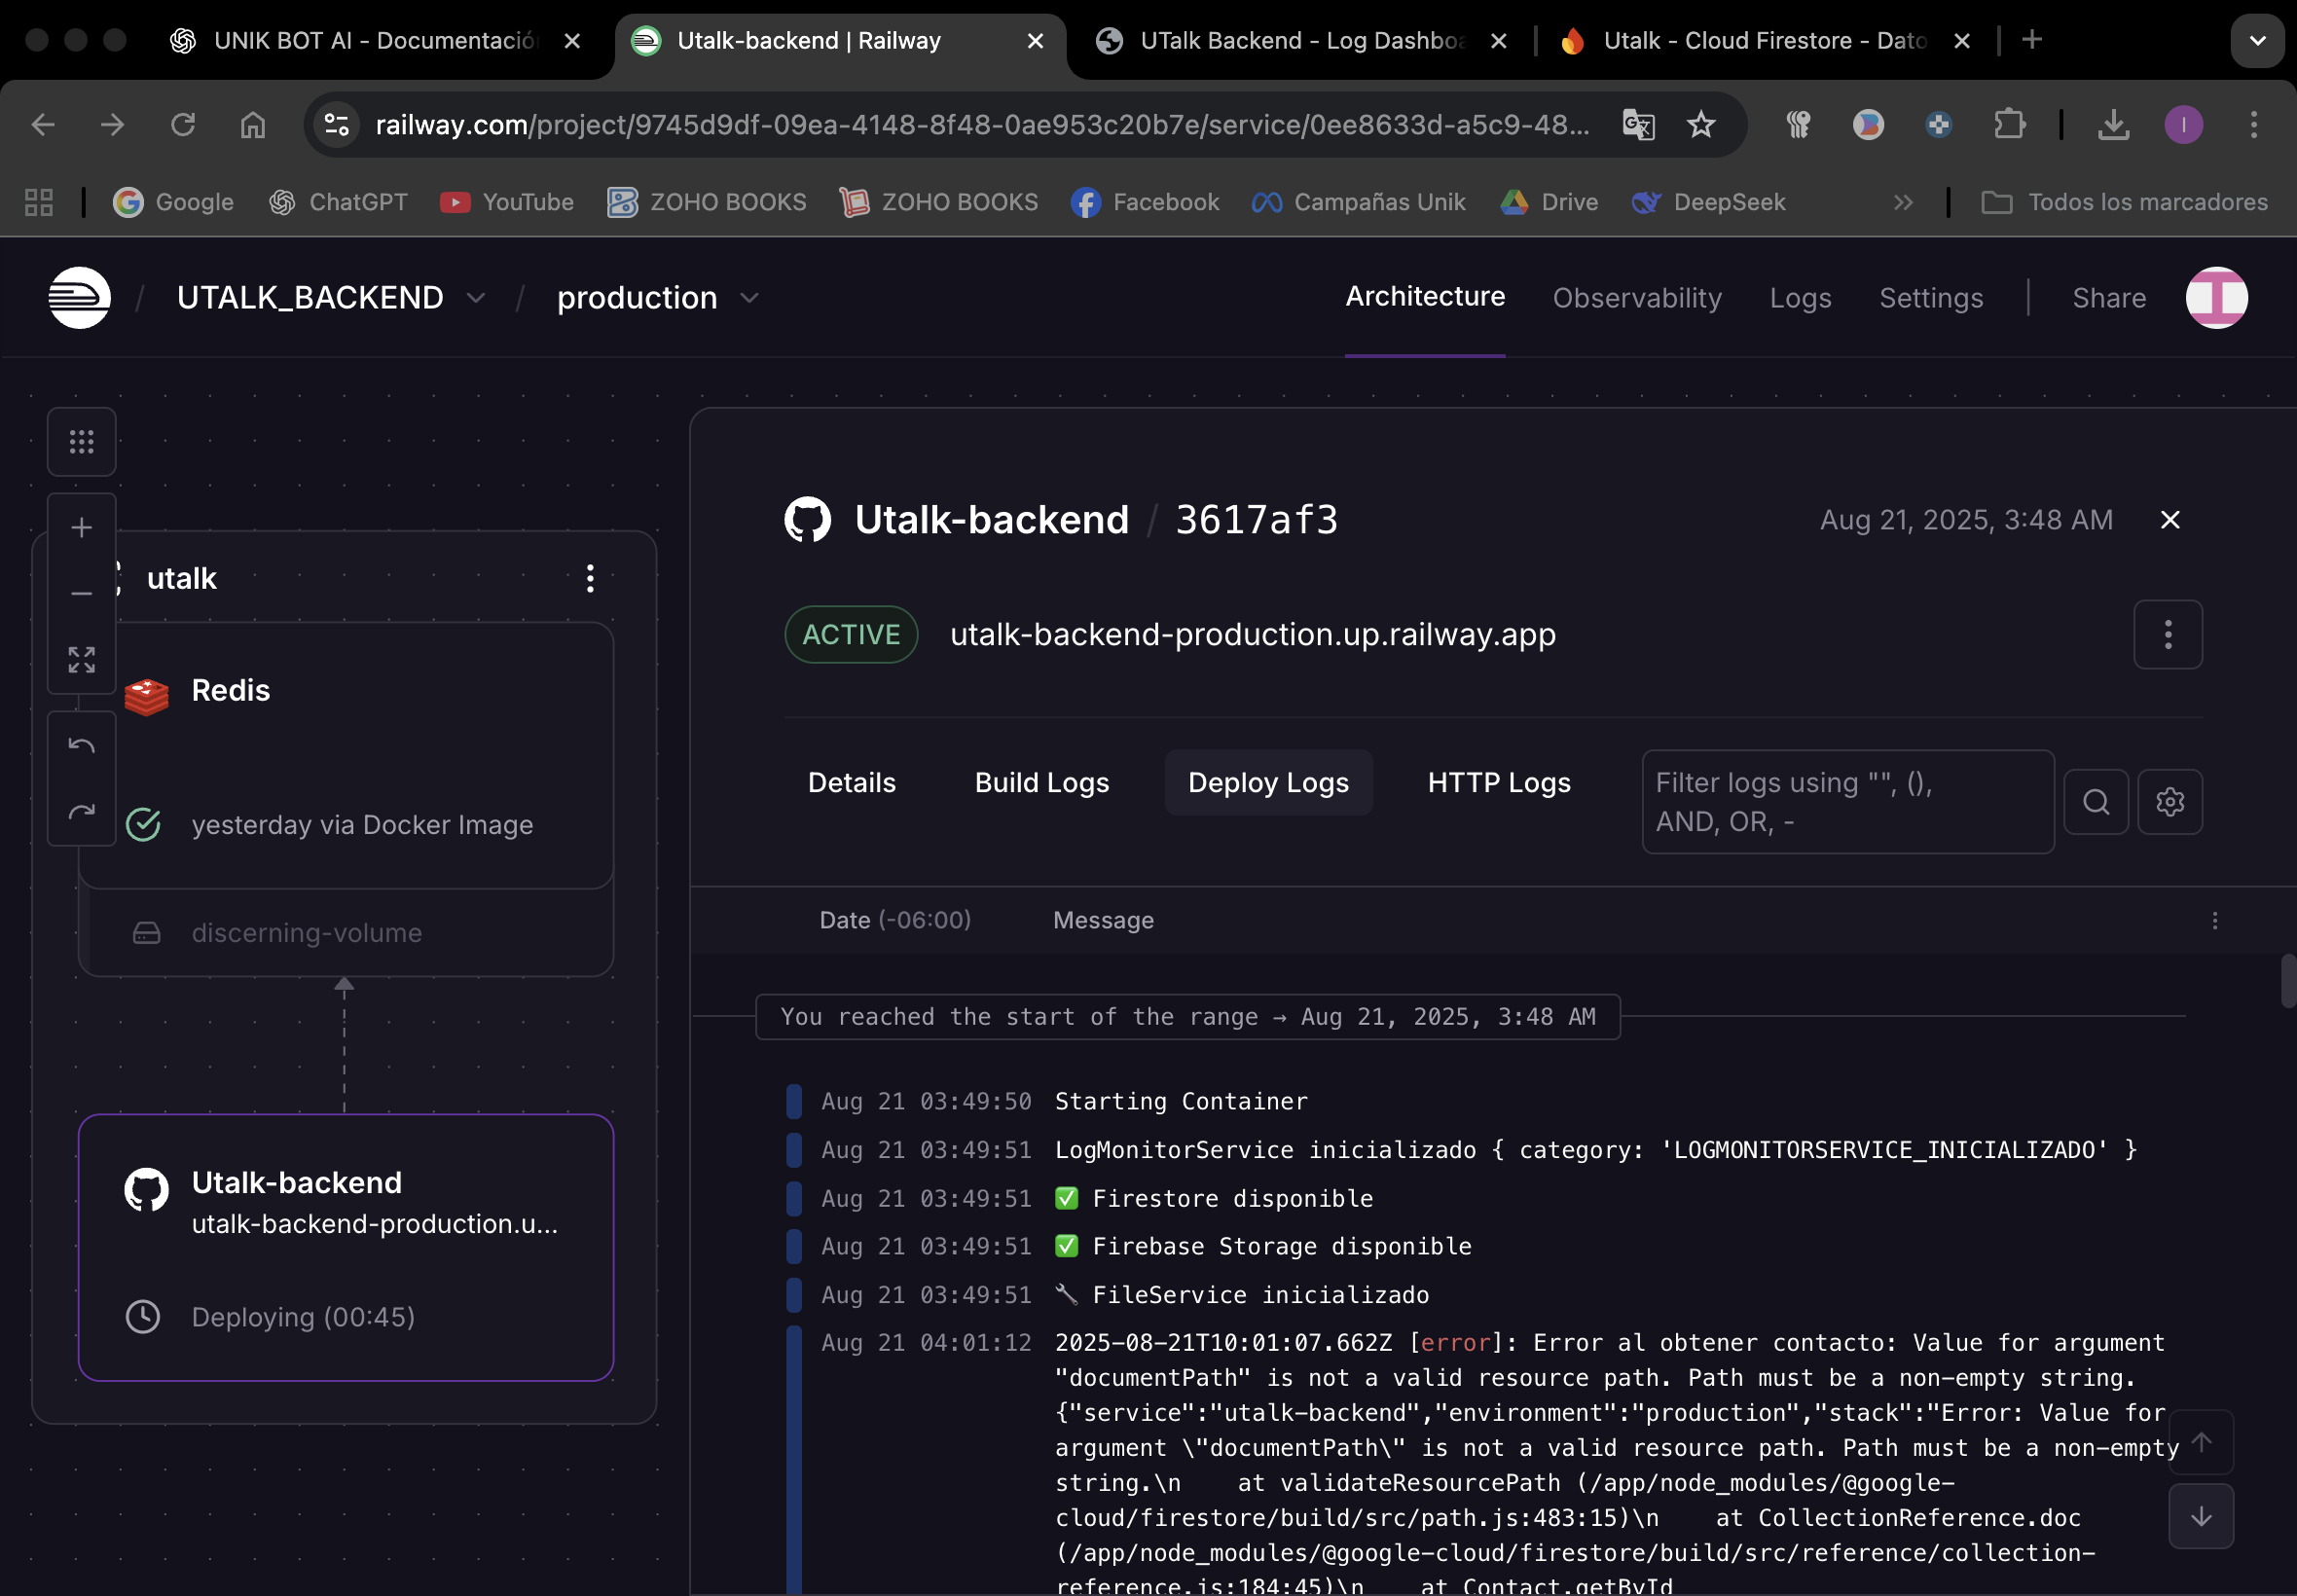 UNIK BOT AI - Documentación
Utalk-backend | Railway
UTalk Backend - Log Dashboa
Utalk - Cloud Firestore - Dato
railway.com/project/9745d9df-09ea-4148-8f48-0ae953c20b7e/service/0ee8633d-a5c9-48...
I
Google
ChatGPT
YouTube
ZOHO BOOKS
ZOHO BOOKS
Facebook
Campañas Unik
Drive
DeepSeek
Todos los marcadores
/ UTALK_BACKEND / production
Architecture
Observability
Logs
Settings
Share
utalk
Redis
yesterday via Docker Image
discerning-volume
Utalk-backend
utalk-backend-production.u...
Deploying (00:45)
Utalk-backend / 3617af3
Aug 21, 2025, 3:48 AM
ACTIVE
utalk-backend-production.up.railway.app
Details
Build Logs
Deploy Logs
HTTP Logs
Filter logs using "", (),
AND, OR, -
Date (-06:00)
Message
You reached the start of the range → Aug 21, 2025, 3:48 AM
Aug 21 03:49:50 Starting Container
Aug 21 03:49:51 LogMonitorService inicializado { category: 'LOGMONITORSERVICE_INICIALIZADO' }
Aug 21 03:49:51 ✅ Firestore disponible
Aug 21 03:49:51 ✅ Firebase Storage disponible
Aug 21 03:49:51 🔧 FileService inicializado
Aug 21 04:01:12 2025-08-21T10:01:07.662Z [error]: Error al obtener contacto: Value for argument
"documentPath" is not a valid resource path. Path must be a non-empty string.
{"service":"utalk-backend","environment":"production","stack":"Error: Value for
argument \"documentPath\" is not a valid resource path. Path must be a non-empty
string.\n    at validateResourcePath (/app/node_modules/@google-
cloud/firestore/build/src/path.js:483:15)\n    at CollectionReference.doc
(/app/node_modules/@google-cloud/firestore/build/src/reference/collection-
reference.js:184:45)\n    at Contact.getById